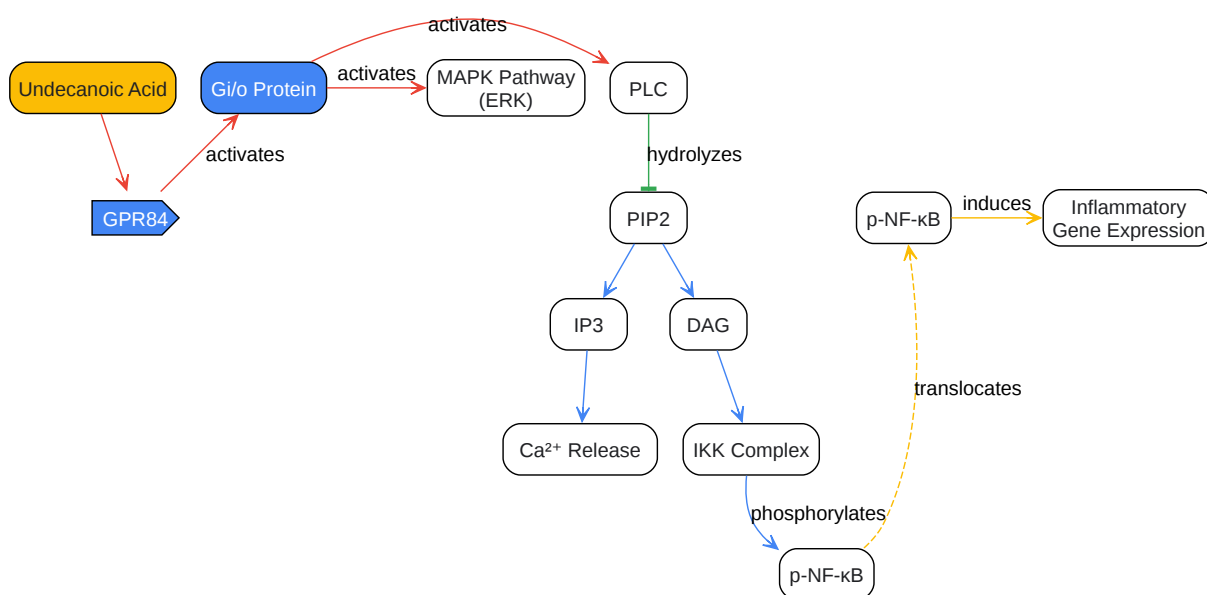 activates
Undecanoic Acid
Gi/o Protein
activates
MAPK Pathway
(ERK)
PLC
activates
hydrolyzes
GPR84
PIP2
p-NF-κB
induces
Inflammatory
Gene Expression
IP3
DAG
translocates
Ca²⁺ Release
IKK Complex
phosphorylates
p-NF-κB